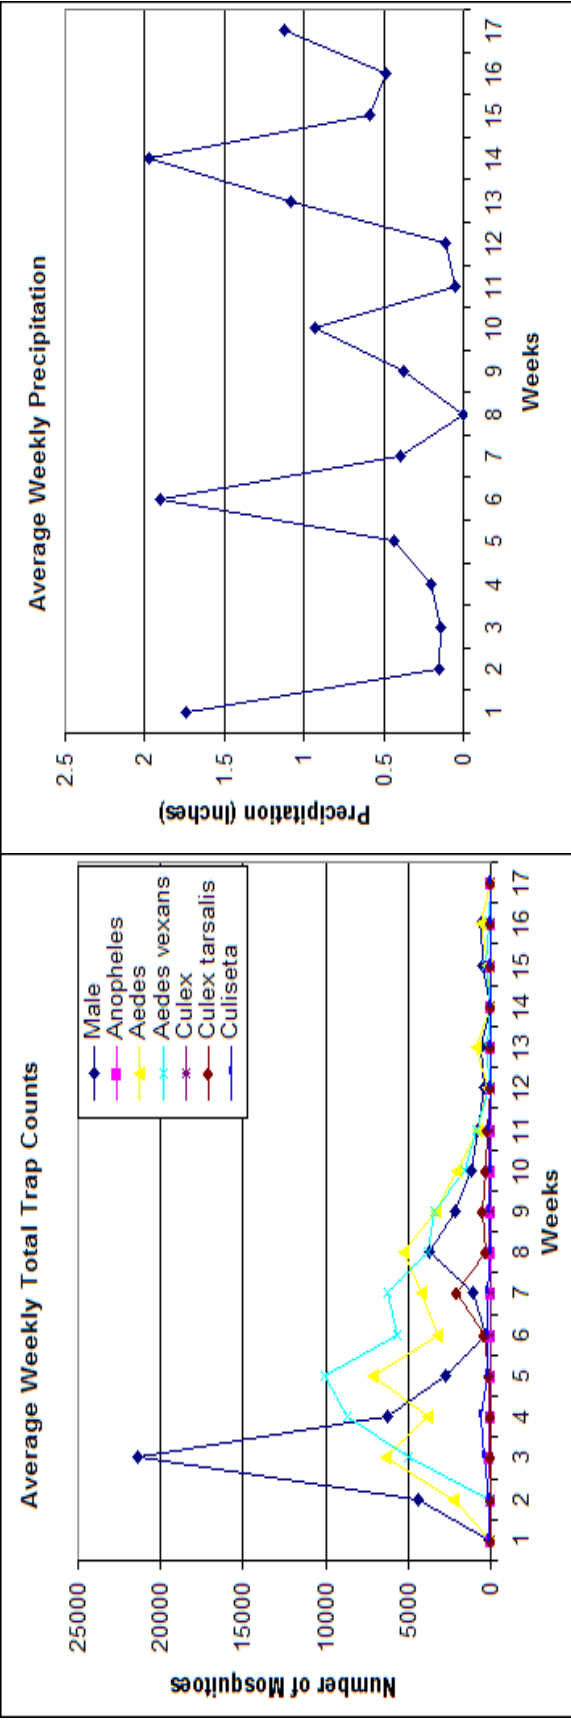 Average Weekly Total Trap Counts
Number of Mosquitoes
25000
20000
15000
10000
5000
0
Male
Anopheles
Aedes
Aedes vexans
Culex
Culex tarsalis
Culiseta
1 2 3 4 5 6 7 8 9 10 11 12 13 14 15 16 17
Weeks
Average Weekly Precipitation
Precipitation (Inches)
2.5
2
1.5
1
0.5
0
1 2 3 4 5 6 7 8 9 10 11 12 13 14 15 16 17
Weeks